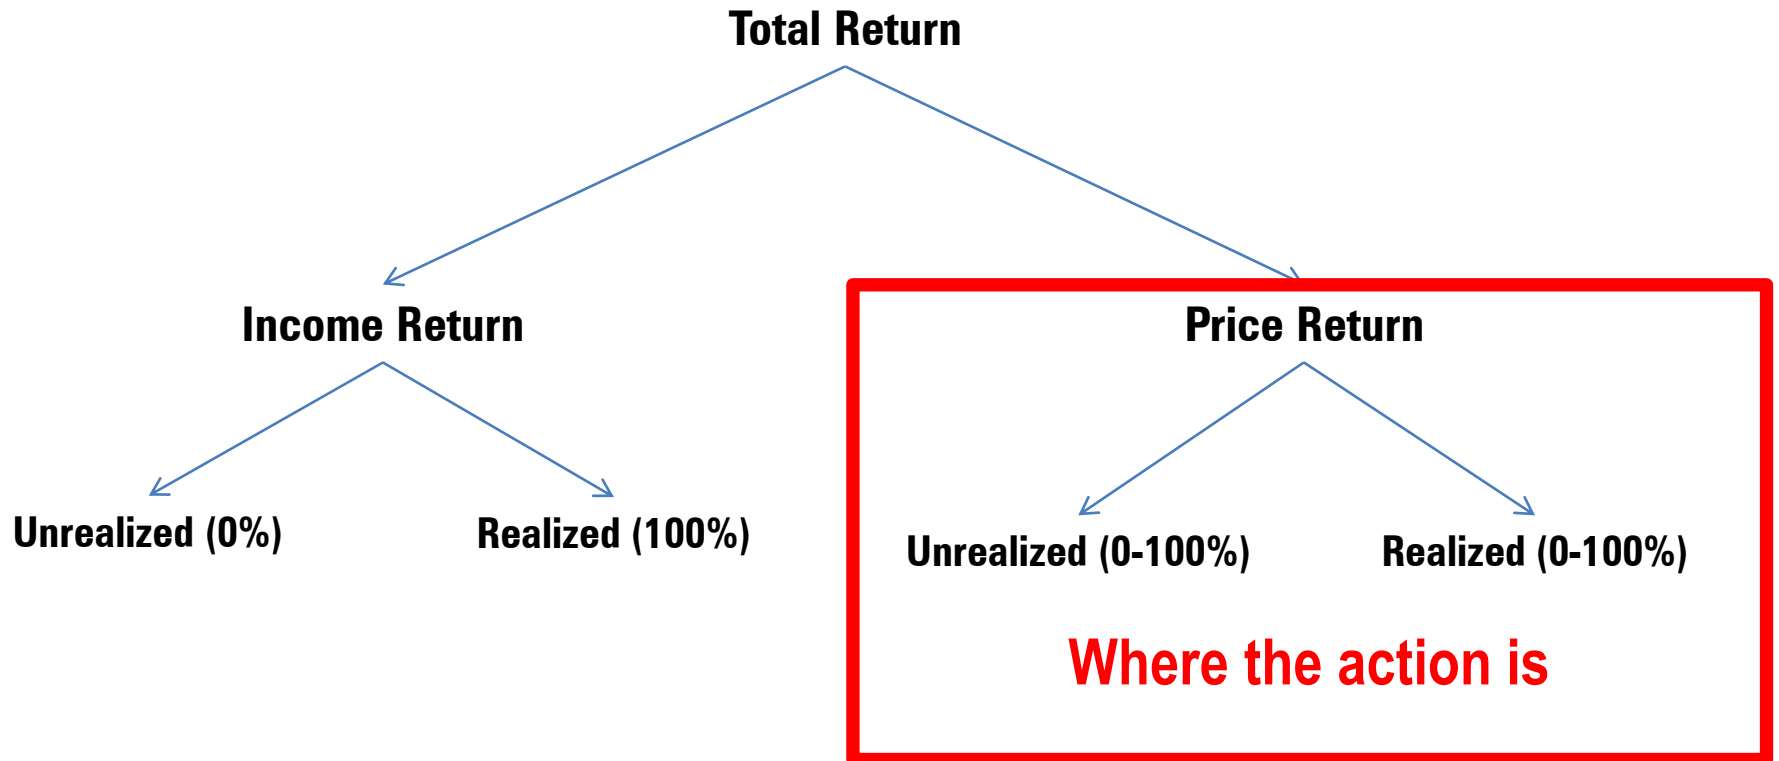 Total Return
Income Return
Price Return
Unrealized (0%)
Realized (100%)
Unrealized (0-100%)
Realized (0-100%)
Where the action is